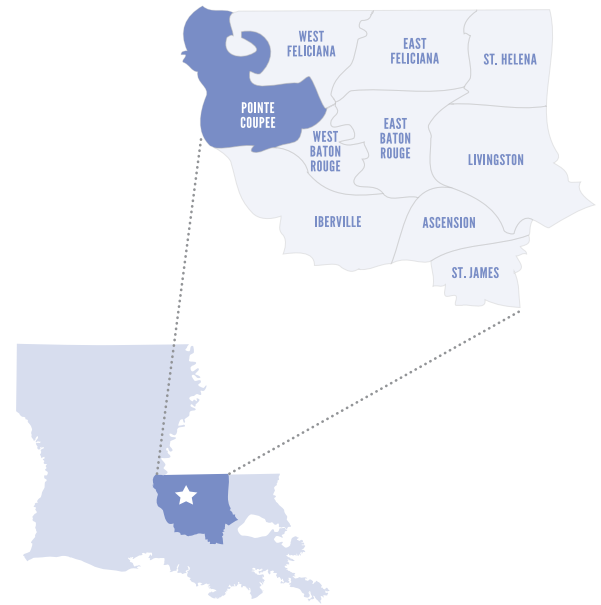 WEST
FELICIANA
EAST
FELICIANA
ST. HELENA
POINTE
COUPEE
WEST
BATON
ROUGE
EAST
BATON
ROUGE
LIVINGSTON
IBERVILLE
ASCENSION
ST. JAMES